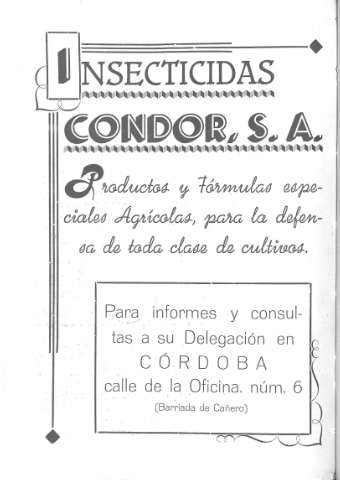 INSECTICIDAS
CONDOR, S. A.
Productos y Fórmulas espe-
ciales Agrícolas, para la defen-
sa de toda clase de cultivos.
Para informes y consul-
tas a su Delegación en
CÓRDOBA
calle de la Oficina. núm. 6
(Barriada de Cañero)